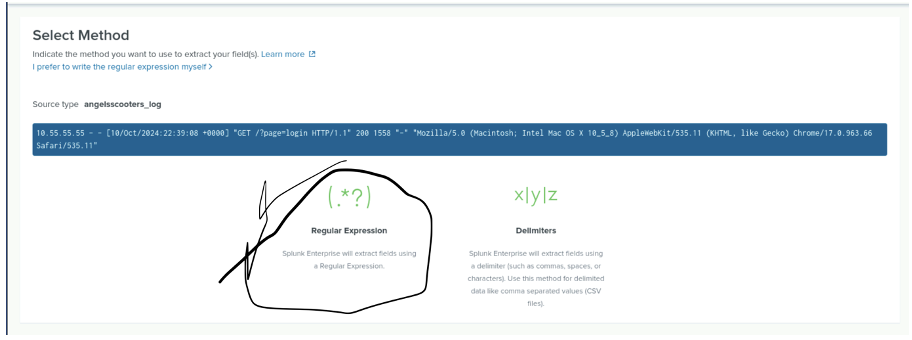 Select Method
Indicate the method you want to use to extract your field(s). Learn more
I prefer to write the regular expression myself >
Source type angelsscooters_log
10.55.55.55 - - [10/Oct/2024:22:39:08 +0000] "GET /?page=login HTTP/1.1" 200 1558 "-" "Mozilla/5.0 (Macintosh; Intel Mac OS X 10_5_8) AppleWebKit/535.11 (KHTML, like Gecko) Chrome/17.0.963.66
Safari/535.11"
(.*?)
Regular Expression
Splunk Enterprise will extract fields using
a Regular Expression.
x|y|z
Delimiters
Splunk Enterprise will extract fields using
a delimiter (such as commas, spaces, or
characters). Use this method for delimited
data like comma separated values (CSV
files).